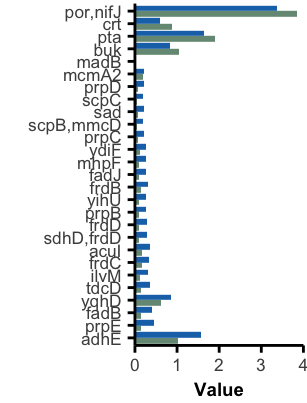 por,nifJ
crt
pta
buk
madB
mcmA2
prpD
scpC
sad
scpB,mmcD
prpC
ydiF
mhpF
fadJ
frdB
yihU
prpB
frdD
sdhD,frdD
acuI
frdC
ilvM
tdcD
yqhD
fadB
prpE
adhE
0 1 2 3 4
Value